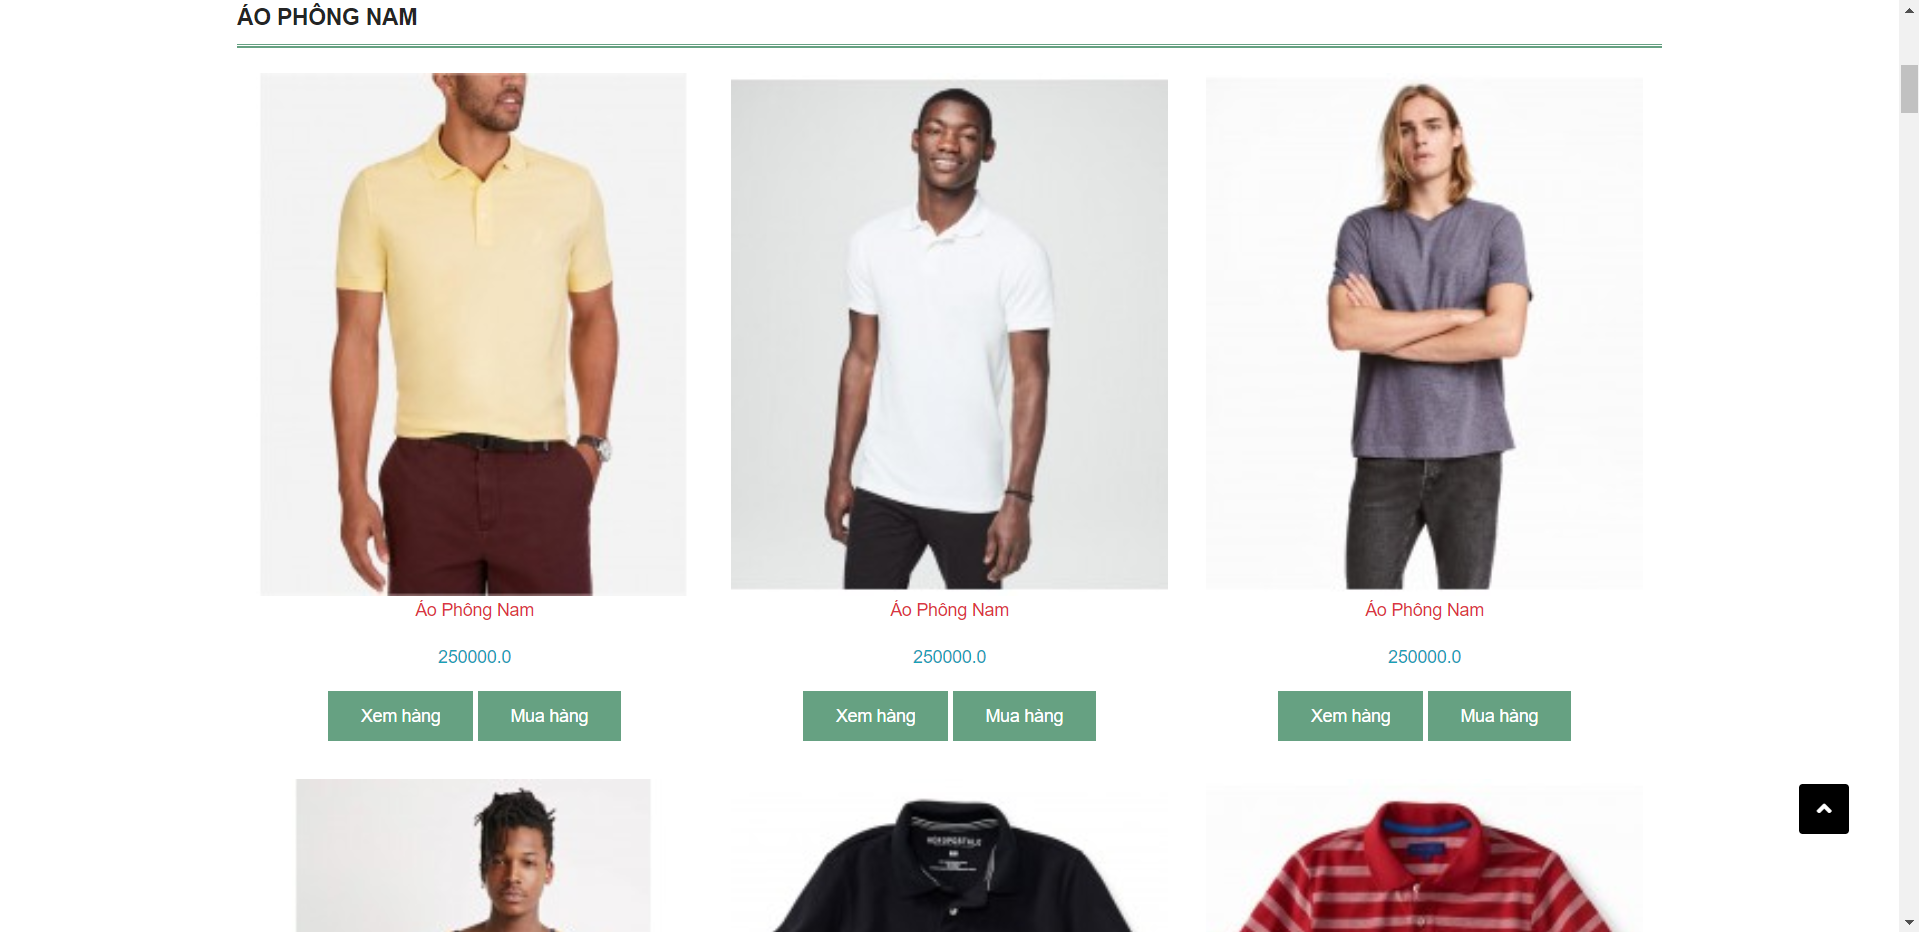 ÁO PHÔNG NAM
Áo Phông Nam
Áo Phông Nam
Áo Phông Nam
250000.0
250000.0
250000.0
Xem hàng
Mua hàng
Xem hàng
Mua hàng
Xem hàng
Mua hàng